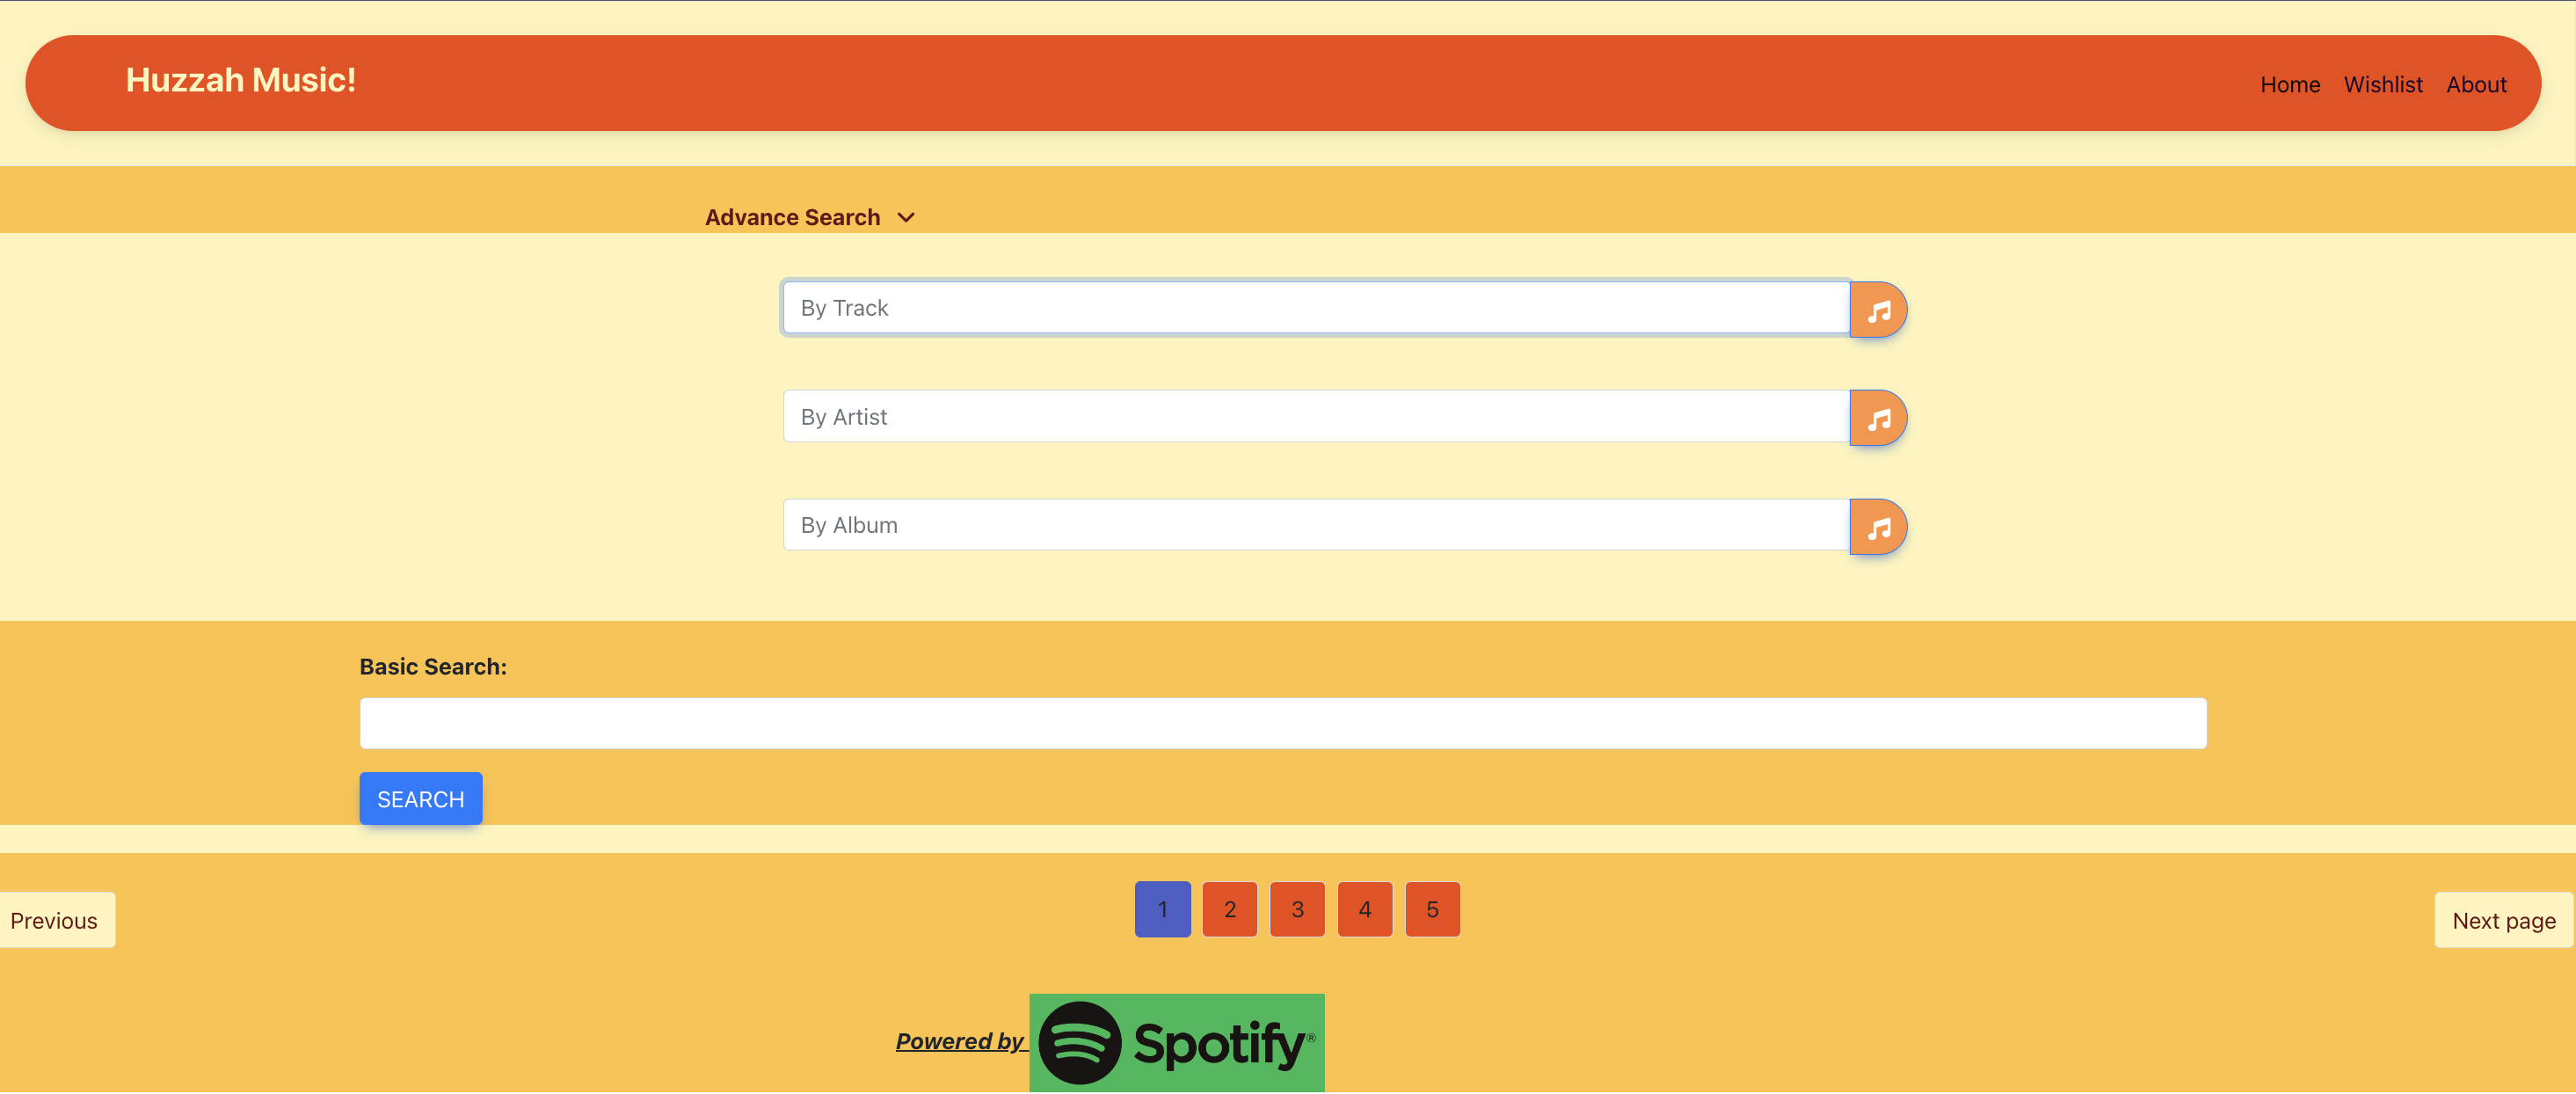 Huzzah Music!
Home Wishlist About
Advance Search
By Track
By Artist
By Album
Basic Search:
SEARCH
Previous
1 2 3 4 5
Next page
Powered by Spotify®